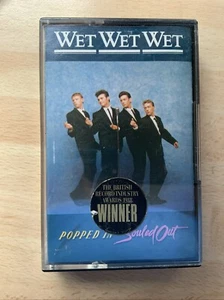 WET WET WET
THE BRITISH
RECORD INDUSTRY
AWARDS 1988
WINNER
POPPED IN Souled Out